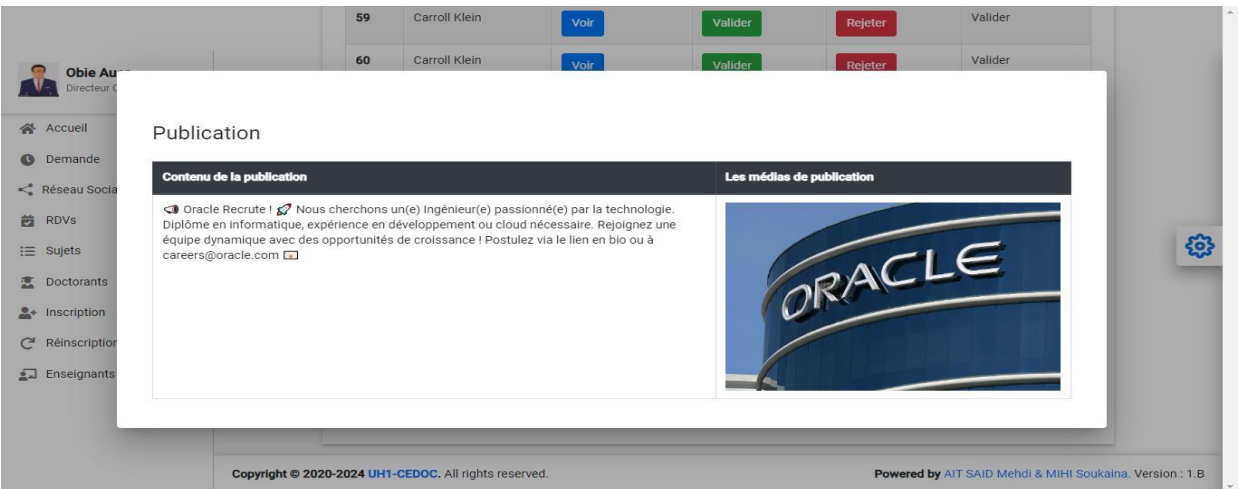 59 Carroll Klein Voir Valider Rejeter Valider
60 Carroll Klein Voir Valider Rejeter Valider
Obie
Directeur
Accueil
Demande
Réseau
RDVs
Sujets
Doctorants
Inscription
Réinscription
Enseignants
Publication
Contenu de la publication Les médias de publication
Oracle Recrute ! 🚀 Nous cherchons un(e) Ingénieur(e) passionné(e) par la technologie.
Diplôme en informatique, expérience en développement ou cloud nécessaire. Rejoignez une
équipe dynamique avec des opportunités de croissance ! Postulez via le lien en bio ou à
careers@oracle.com
ORACLE
Copyright © 2020-2024 UH1-CEDOC. All rights reserved. Powered by AIT SAID Mehdi & MIHI Soukaina. Version : 1.B